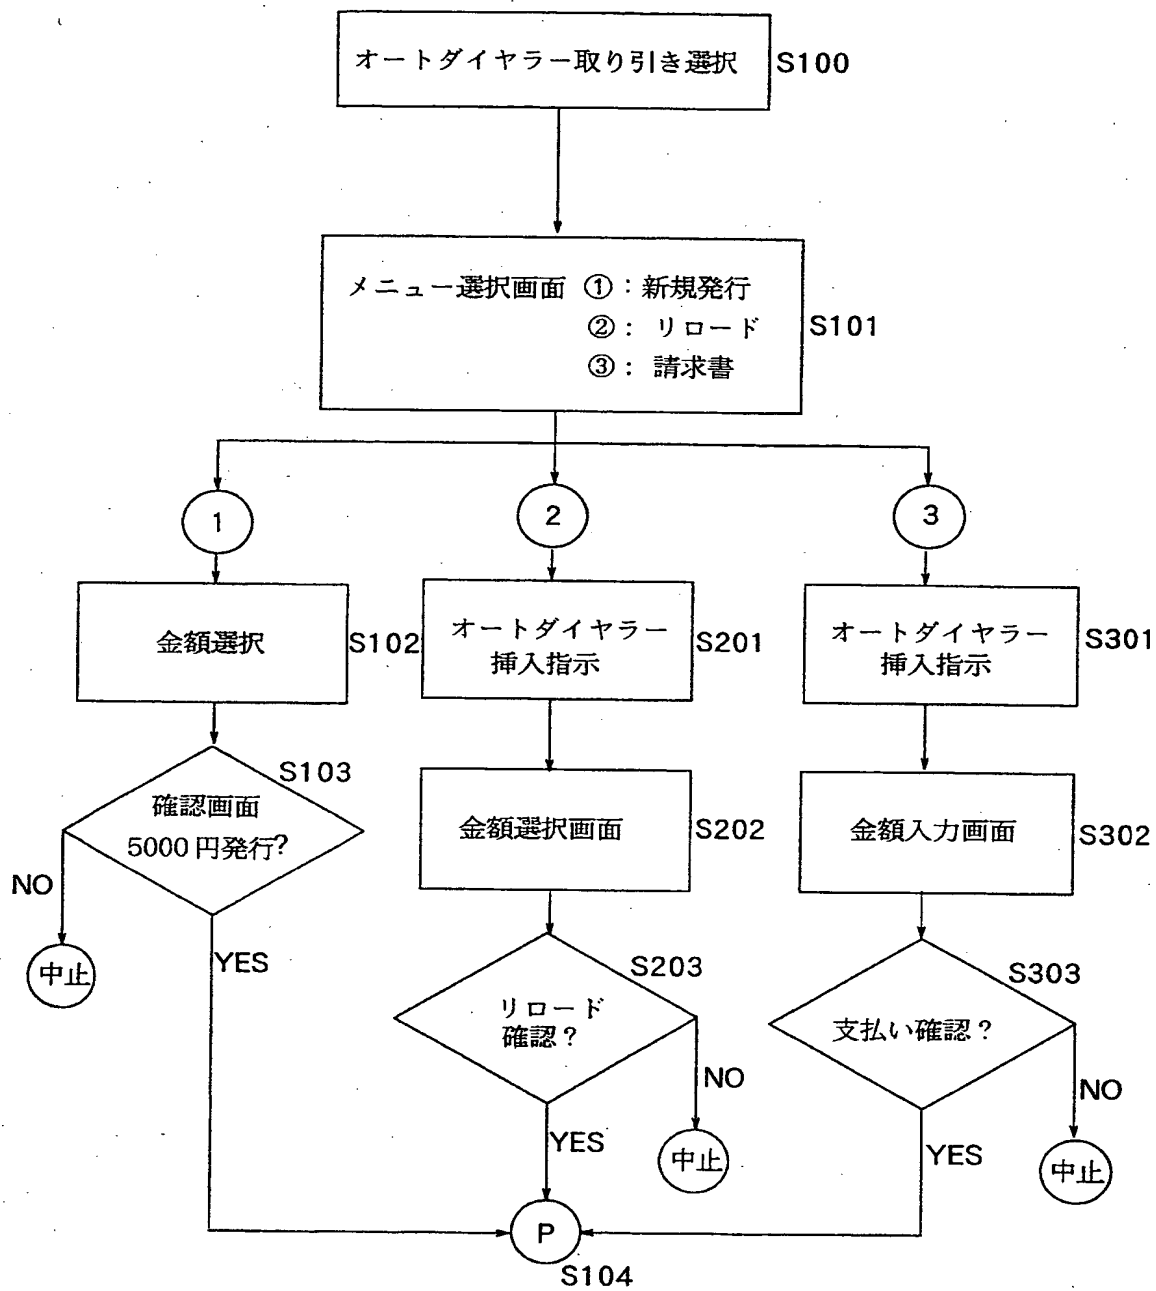 オートダイヤラー取り引き選択
S100
メニュー選択画面 ①：新規発行
②：リロード
③：請求書
S101
1
2
3
金額選択
S102
オートダイヤラー
挿入指示
S201
オートダイヤラー
挿入指示
S301
S103
確認画面
5000円発行?
NO
YES
中止
金額選択画面
S202
金額入力画面
S302
S203
リロード
確認？
NO
YES
中止
S303
支払い確認？
NO
YES
中止
P
S104